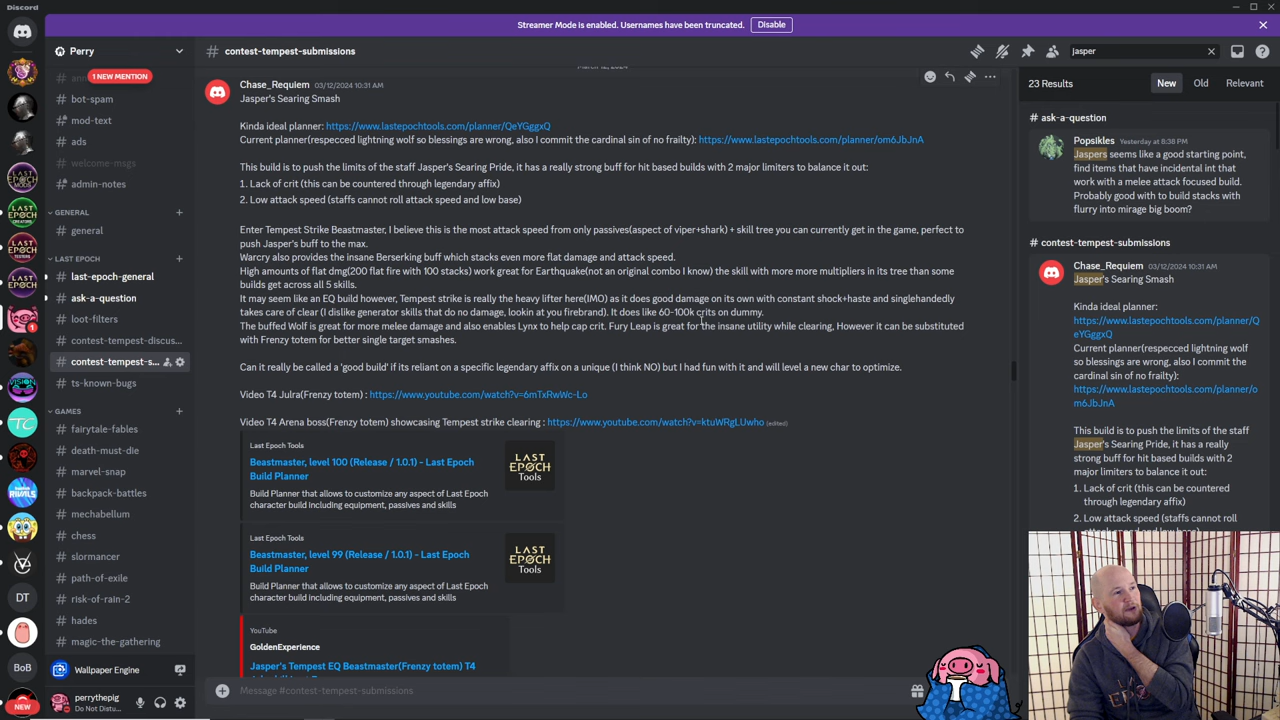 Discord
Streamer Mode is enabled. Usernames have been truncated.
Disable
Perry
contest-tempest-submissions
jasper
1 NEW MENTION
bot-spam
mod-text
ads
welcome-msgs
admin-notes
GENERAL
general
LAST EPOCH
last-epoch-general
ask-a-question
loot-filters
contest-tempest-discus...
contest-tempest-s...
ts-known-bugs
GAMES
fairytale-fables
death-must-die
marvel-snap
backpack-battles
mechabellum
chess
slormancer
path-of-exile
risk-of-rain-2
hades
magic-the-gathering
Wallpaper Engine
perrythepig
Do Not Distu...
LAST EPOCH
LAST EPOCH
LAST EPOCH
VISION
TC
RIVALS
DT
BoB
NEW
March 12, 2024
Chase_Requiem 03/12/2024 10:31 AM
Jasper's Searing Smash
Kinda ideal planner: https://www.lastepochtools.com/planner/QeYGggxQ
Current planner(respecced lightning wolf so blessings are wrong, also I commit the cardinal sin of no frailty): https://www.lastepochtools.com/planner/om6JbJnA
This build is to push the limits of the staff Jasper's Searing Pride, it has a really strong buff for hit based builds with 2 major limiters to balance it out:
1. Lack of crit (this can be countered through legendary affix)
2. Low attack speed (staffs cannot roll attack speed and low base)
Enter Tempest Strike Beastmaster, I believe this is the most attack speed from only passives(aspect of viper+shark) + skill tree you can currently get in the game, perfect to
push Jasper's buff to the max.
Warcry also provides the insane Berserking buff which stacks even more flat damage and attack speed.
High amounts of flat dmg(200 flat fire with 100 stacks) work great for Earthquake(not an original combo I know) the skill with more more multipliers in its tree than some
builds get across all 5 skills.
It may seem like an EQ build however, Tempest strike is really the heavy lifter here(IMO) as it does good damage on its own with constant shock+haste and singlehandedly
takes care of clear (I dislike generator skills that do no damage, lookin at you firebrand). It does like 60-100k crits on dummy.
The buffed Wolf is great for more melee damage and also enables Lynx to help cap crit. Fury Leap is great for the insane utility while clearing, However it can be substituted
with Frenzy totem for better single target smashes.
Can it really be called a 'good build' if its reliant on a specific legendary affix on a unique (I think NO) but I had fun with it and will level a new char to optimize.
Video T4 Julra(Frenzy totem) : https://www.youtube.com/watch?v=6mTxRwWc-Lo
Video T4 Arena boss(Frenzy totem) showcasing Tempest strike clearing : https://www.youtube.com/watch?v=ktuWRgLUwho (edited)
Last Epoch Tools
Beastmaster, level 100 (Release / 1.0.1) - Last Epoch
Build Planner
Build Planner that allows to customize any aspect of Last Epoch
character build including equipment, passives and skills
LAST EPOCH Tools
Last Epoch Tools
Beastmaster, level 99 (Release / 1.0.1) - Last Epoch
Build Planner
Build Planner that allows to customize any aspect of Last Epoch
character build including equipment, passives and skills
LAST EPOCH Tools
YouTube
GoldenExperience
Jasper's Tempest EQ Beastmaster(Frenzy totem) T4
Message #contest-tempest-submissions
23 Results
New
Old
Relevant
ask-a-question
Popsikles Yesterday at 8:38 PM
Jaspers seems like a good starting point,
find items that have incidental int that
work with a melee attack focused build.
Probably good with to build stacks with
flurry into mirage big boom?
contest-tempest-submissions
Chase_Requiem 03/12/2024 10:31 AM
Jasper's Searing Smash
Kinda ideal planner:
https://www.lastepochtools.com/planner/Q
eYGggxQ
Current planner(respecced lightning wolf
so blessings are wrong, also I commit the
cardinal sin of no frailty):
https://www.lastepochtools.com/planner/o
m6JbJnA
This build is to push the limits of the staff
Jasper's Searing Pride, it has a really
strong buff for hit based builds with 2
major limiters to balance it out:
1. Lack of crit (this can be countered
through legendary affix)
2. Low attack speed (staffs cannot roll